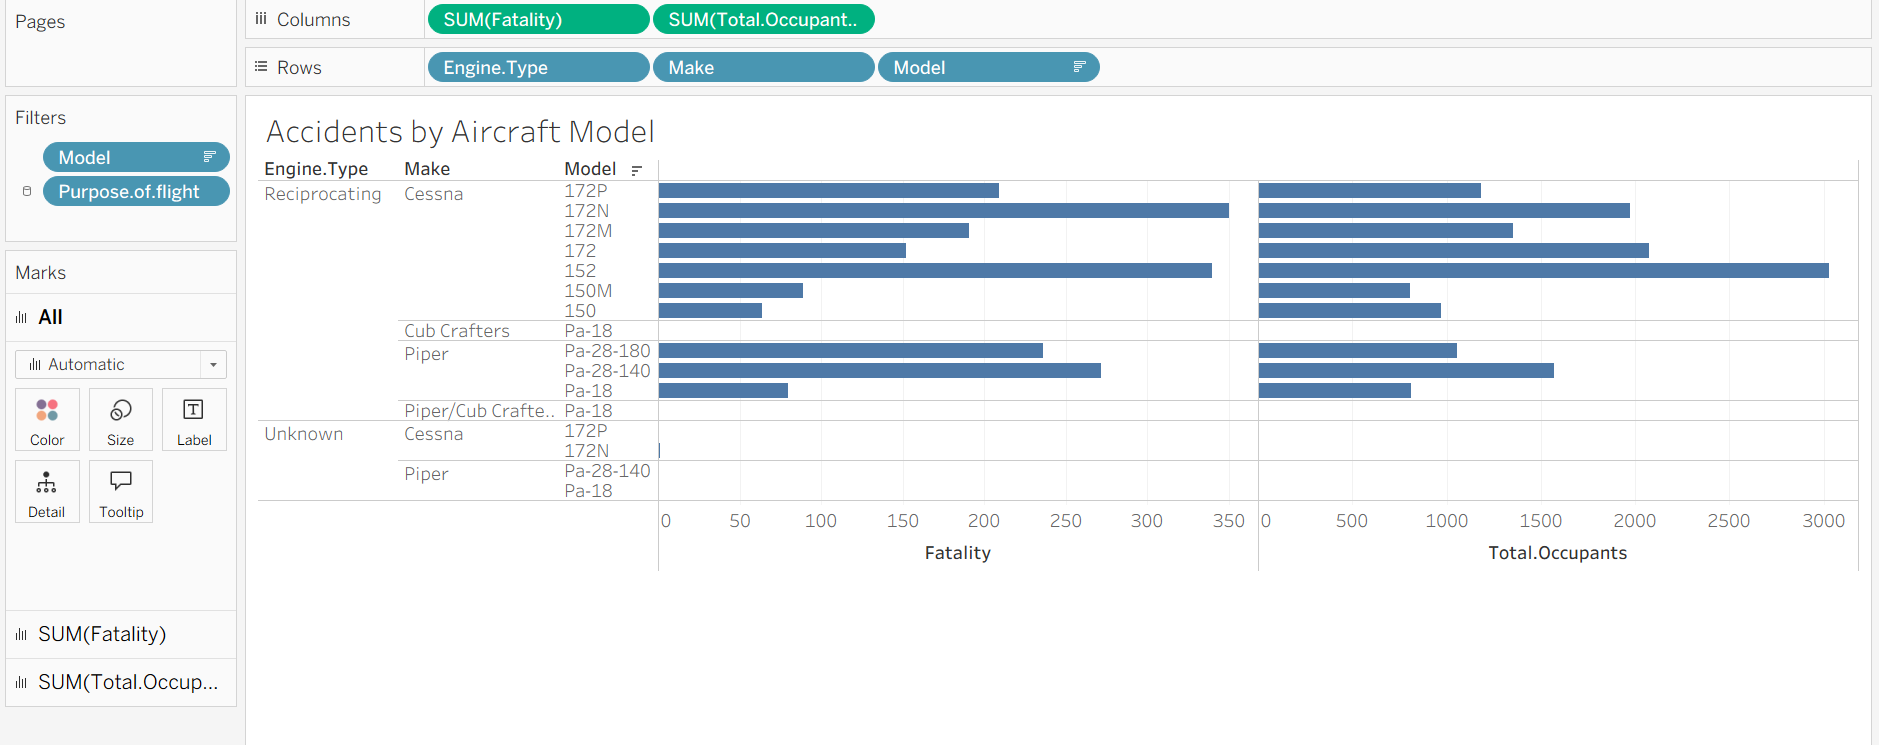 Pages
Columns SUM(Fatality) SUM(Total.Occupant..
Rows Engine.Type Make Model
Filters
Model
Purpose.of.flight
Marks
All
Automatic
Color Size Label
Detail Tooltip
SUM(Fatality)
SUM(Total.Occup...
Accidents by Aircraft Model
Engine.Type Make Model
Reciprocating Cessna 172P
172N
172M
172
152
150M
150
Cub Crafters Pa-18
Piper Pa-28-180
Pa-28-140
Pa-18
Piper/Cub Crafte.. Pa-18
Unknown Cessna 172P
172N
Piper Pa-28-140
Pa-18
0 50 100 150 200 250 300 350 0 500 1000 1500 2000 2500 3000
Fatality Total.Occupants